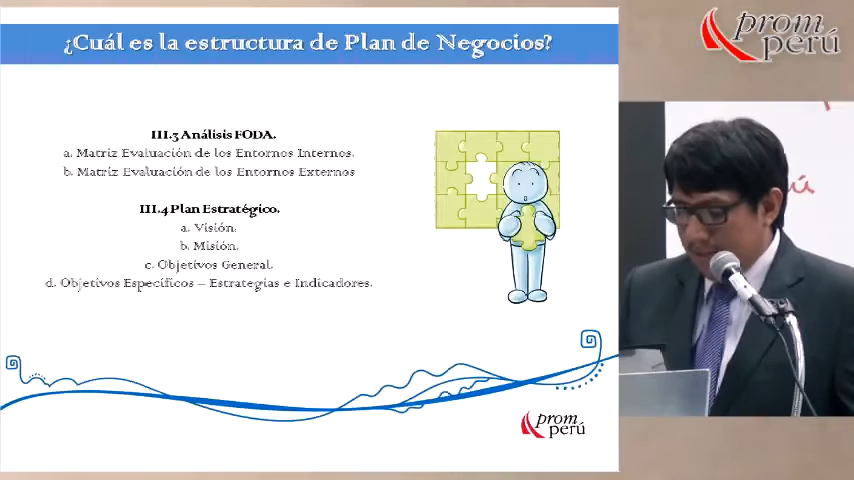 ¿Cuál es la estructura de Plan de Negocios?
prom
perú
III.3 Análisis FODA.
a. Matriz Evaluación de los Entornos Internos.
b. Matriz Evaluación de los Entornos Externos
III.4 Plan Estratégico.
a. Visión.
b. Misión.
c. Objetivos General.
d. Objetivos Específicos – Estrategias e Indicadores.
prom
perú